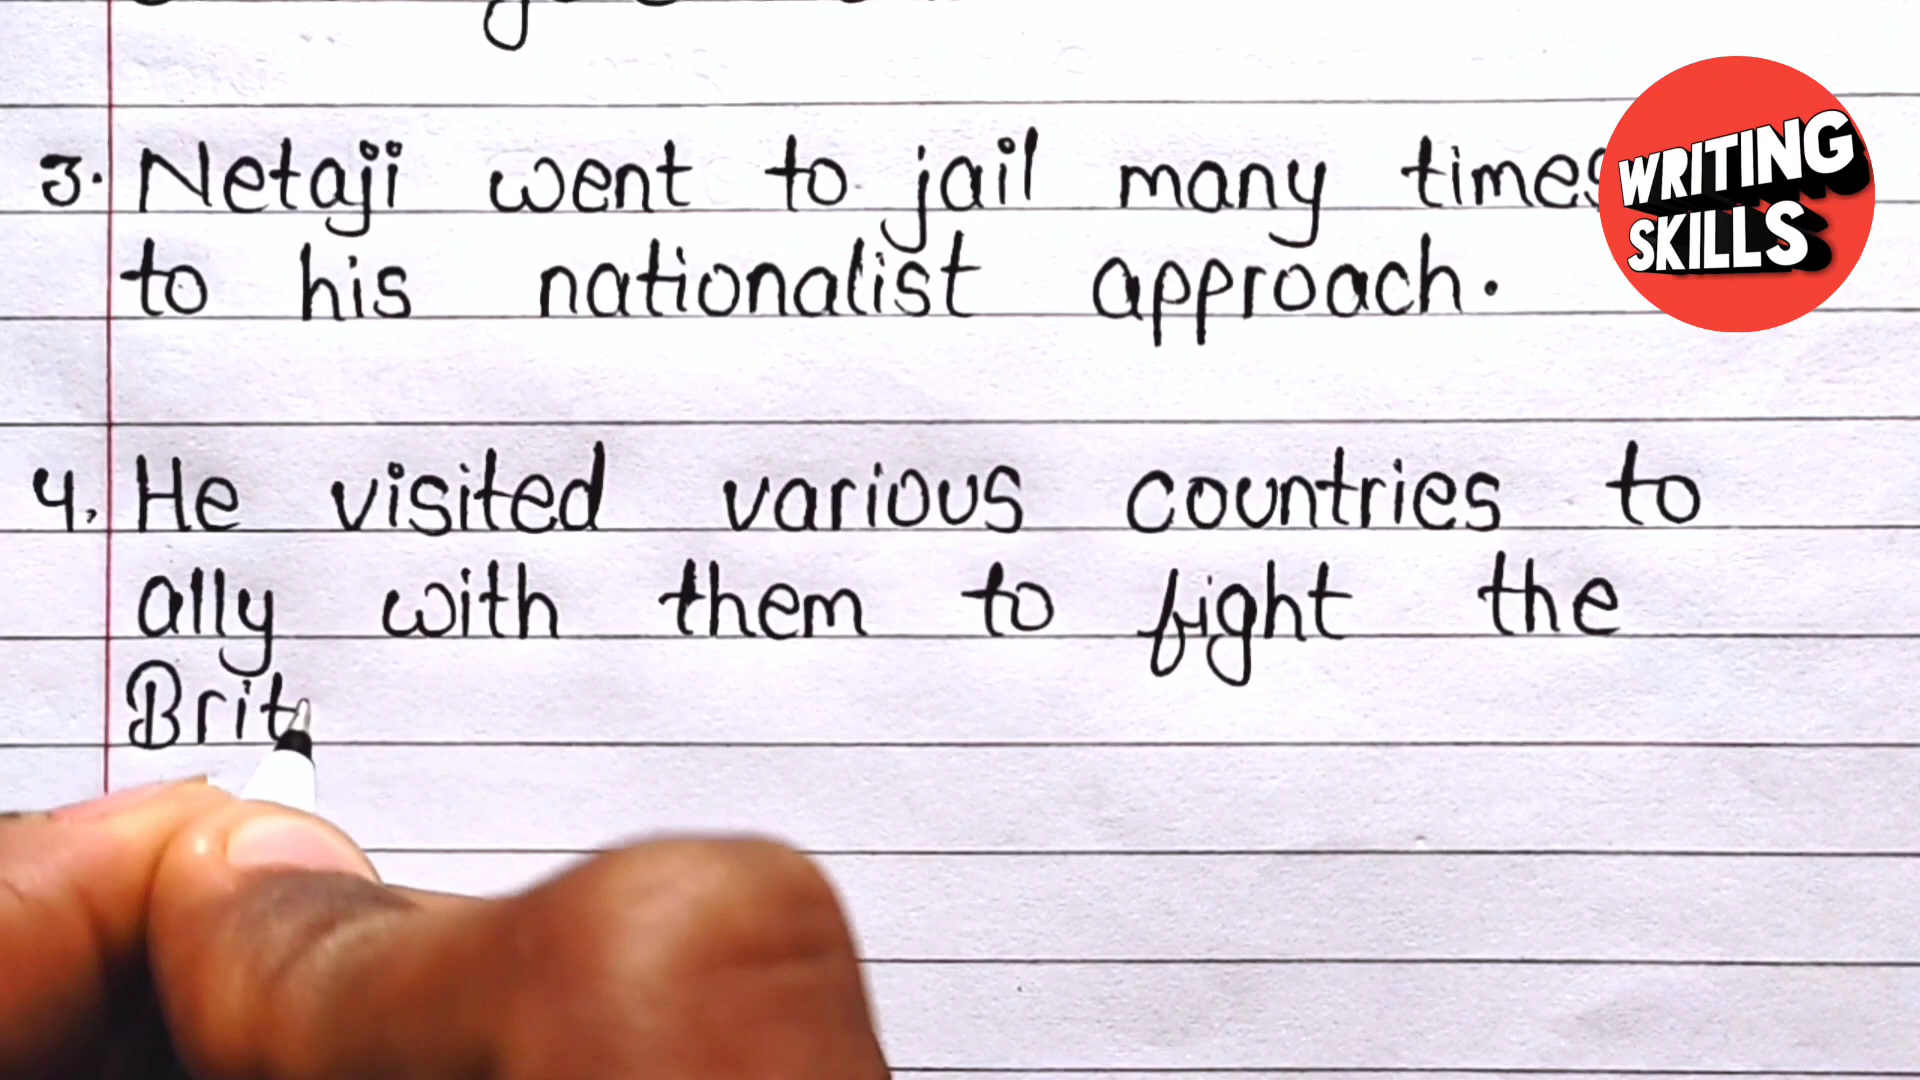 3. Netaji went to jail many times
to his nationalist approach.
4. He visited various countries to
ally with them to fight the
Brit
WRITING
SKILLS